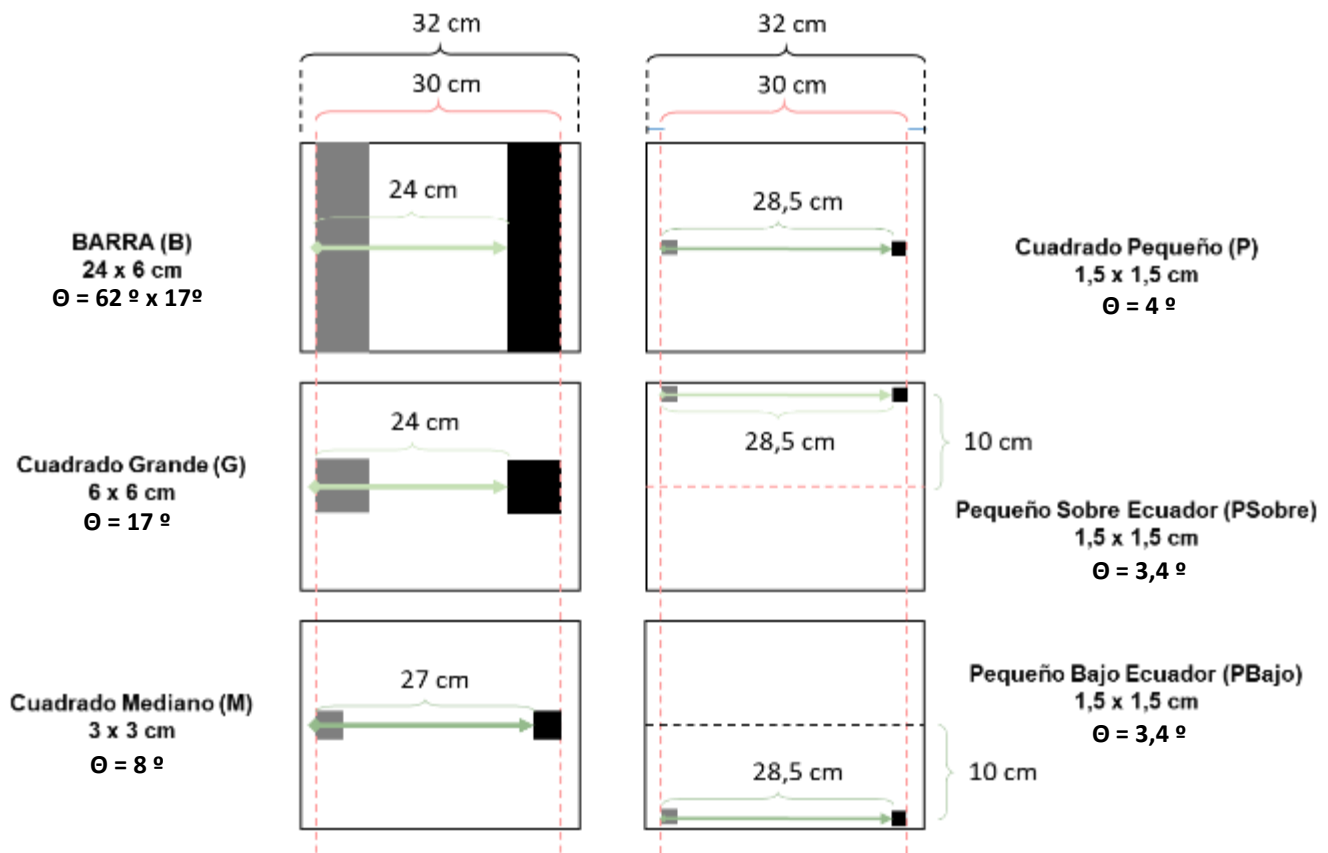 32 cm
30 cm
24 cm
BARRA (B)
24 x 6 cm
Θ = 62 º x 17º
24 cm
Cuadrado Grande (G)
6 x 6 cm
Θ = 17 º
27 cm
Cuadrado Mediano (M)
3 x 3 cm
Θ = 8 º
32 cm
30 cm
28,5 cm
Cuadrado Pequeño (P)
1,5 x 1,5 cm
Θ = 4 º
28,5 cm
10 cm
Pequeño Sobre Ecuador (PSobre)
1,5 x 1,5 cm
Θ = 3,4 º
Pequeño Bajo Ecuador (PBajo)
1,5 x 1,5 cm
Θ = 3,4 º
28,5 cm
10 cm